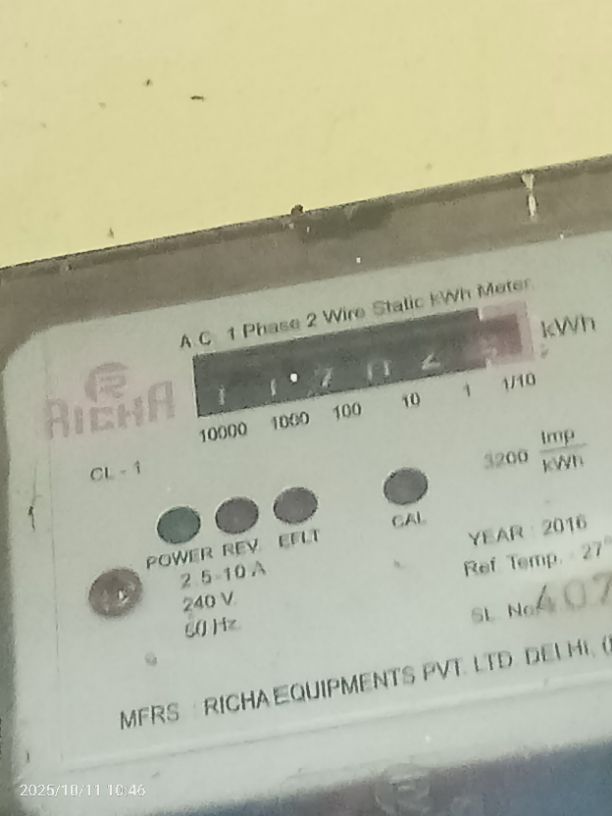 A.C. 1 Phase 2 Wire Static kWh Meter
kWh
RICHA
10000 1000 100 10 1 1/10
CL - 1
3200 Imp
kWh
POWER REV EFLT CAL
2.5-10 A
240 V
50 Hz
YEAR : 2016
Ref. Temp. : 27°
SL. No. 407
MFRS : RICHA EQUIPMENTS PVT. LTD. DELHI,
2025/10/11 10:46